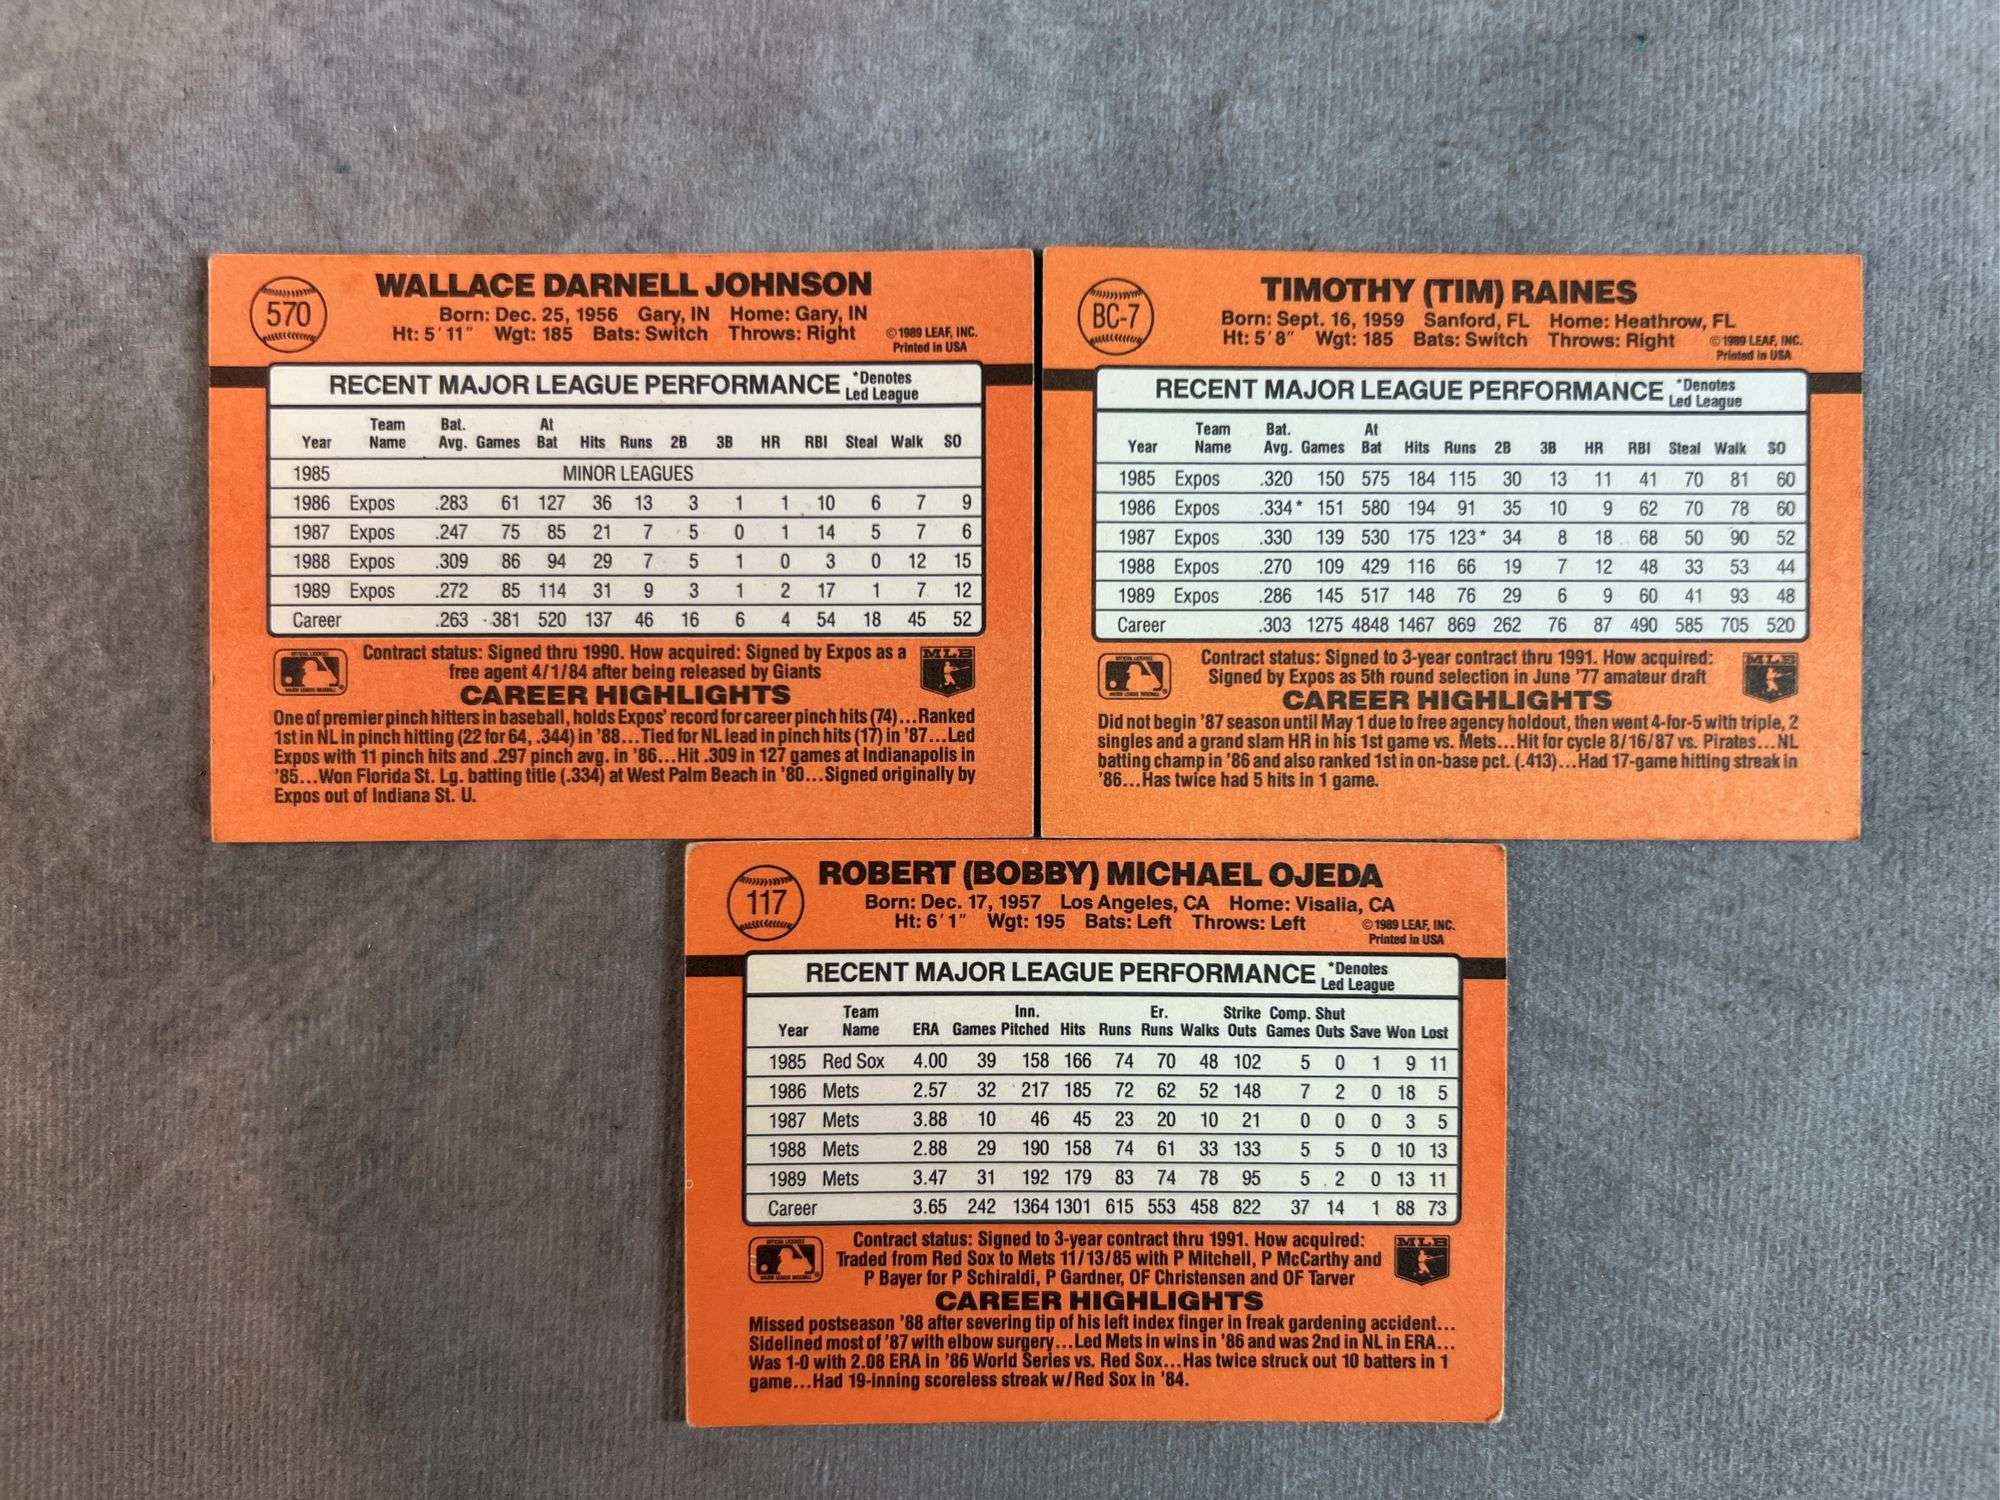 570
WALLACE DARNELL JOHNSON
Born: Dec. 25, 1956 Gary, IN Home: Gary, IN
Ht: 5'11" Wgt: 185 Bats: Switch Throws: Right
©1989 LEAF, INC.
Printed in USA
RECENT MAJOR LEAGUE PERFORMANCE *Denotes Led League
Year Team Name Bat. Avg. Games At Bat Hits Runs 2B 3B HR RBI Steal Walk SO
1985 MINOR LEAGUES
1986 Expos .283 61 127 36 13 3 1 1 10 6 7 9
1987 Expos .247 75 85 21 7 5 0 1 14 5 7 6
1988 Expos .309 86 94 29 7 5 1 0 3 0 12 15
1989 Expos .272 85 114 31 9 3 1 2 17 1 7 12
Career .263 381 520 137 46 16 6 4 54 18 45 52
Contract status: Signed thru 1990. How acquired: Signed by Expos as a
free agent 4/1/84 after being released by Giants
MLB
CAREER HIGHLIGHTS
One of premier pinch hitters in baseball, holds Expos' record for career pinch hits (74)...Ranked
1st in NL in pinch hitting (22 for 64, .344) in '88...Tied for NL lead in pinch hits (17) in '87...Led
Expos with 11 pinch hits and .297 pinch avg. in '86...Hit .309 in 127 games at Indianapolis in
'85...Won Florida St. Lg. batting title (.334) at West Palm Beach in '80...Signed originally by
Expos out of Indiana St. U.
BC-7
TIMOTHY (TIM) RAINES
Born: Sept. 16, 1959 Sanford, FL Home: Heathrow, FL
Ht: 5'8" Wgt: 185 Bats: Switch Throws: Right
©1989 LEAF, INC.
Printed in USA
RECENT MAJOR LEAGUE PERFORMANCE *Denotes Led League
Year Team Name Bat. Avg. Games At Bat Hits Runs 2B 3B HR RBI Steal Walk SO
1985 Expos .320 150 575 184 115 30 13 11 41 70 81 60
1986 Expos .334* 151 580 194 91 35 10 9 62 70 78 60
1987 Expos .330 139 530 175 123* 34 8 18 68 50 90 52
1988 Expos .270 109 429 116 66 19 7 12 48 33 53 44
1989 Expos .286 145 517 148 76 29 6 9 60 41 93 48
Career .303 1275 4848 1467 869 262 76 87 490 585 705 520
Contract status: Signed to 3-year contract thru 1991. How acquired:
Signed by Expos as 5th round selection in June '77 amateur draft
MLB
CAREER HIGHLIGHTS
Did not begin '87 season until May 1 due to free agency holdout, then went 4-for-5 with triple, 2
singles and a grand slam HR in his 1st game vs. Mets...Hit for cycle 8/16/87 vs. Pirates...NL
batting champ in '86 and also ranked 1st in on-base pct. (.413)...Had 17-game hitting streak in
'86...Has twice had 5 hits in 1 game.
117
ROBERT (BOBBY) MICHAEL OJEDA
Born: Dec. 17, 1957 Los Angeles, CA Home: Visalia, CA
Ht: 6'1" Wgt: 195 Bats: Left Throws: Left
©1989 LEAF, INC.
Printed in USA
RECENT MAJOR LEAGUE PERFORMANCE *Denotes Led League
Year Team Name ERA Games Inn. Pitched Hits Runs Er. Runs Walks Strike Outs Comp. Games Shut Outs Save Won Lost
1985 Red Sox 4.00 39 158 166 74 70 48 102 5 0 1 9 11
1986 Mets 2.57 32 217 185 72 62 52 148 7 2 0 18 5
1987 Mets 3.88 10 46 45 23 20 10 21 0 0 0 3 5
1988 Mets 2.88 29 190 158 74 61 33 133 5 5 0 10 13
1989 Mets 3.47 31 192 179 83 74 78 95 5 2 0 13 11
Career 3.65 242 1364 1301 615 553 458 822 37 14 1 88 73
Contract status: Signed to 3-year contract thru 1991. How acquired:
Traded from Red Sox to Mets 11/13/85 with P Mitchell, P McCarthy and
P Bayer for P Schiraldi, P Gardner, OF Christensen and OF Tarver
MLB
CAREER HIGHLIGHTS
Missed postseason '88 after severing tip of his left index finger in freak gardening accident...
Sidelined most of '87 with elbow surgery...Led Mets in wins in '86 and was 2nd in NL in ERA...
Was 1-0 with 2.08 ERA in '86 World Series vs. Red Sox...Has twice struck out 10 batters in 1
game...Had 19-inning scoreless streak w/Red Sox in '84.